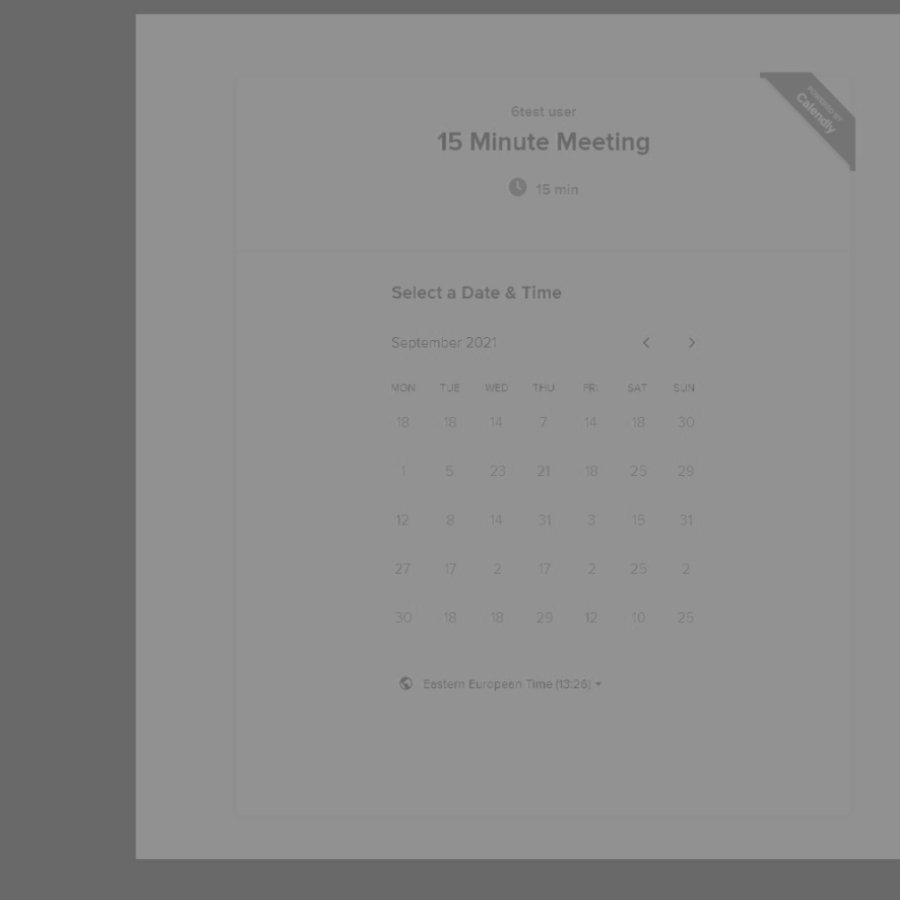 POWERED BY
Calendly
6test user
15 Minute Meeting
15 min
Select a Date & Time
September 2021
MON TUE WED THU FRI SAT SUN
18 18 14 7 14 18 30
1 5 23 21 18 25 29
12 8 14 31 3 15 31
27 17 2 17 2 25 2
30 18 18 29 12 10 25
Eastern European Time (13:26)